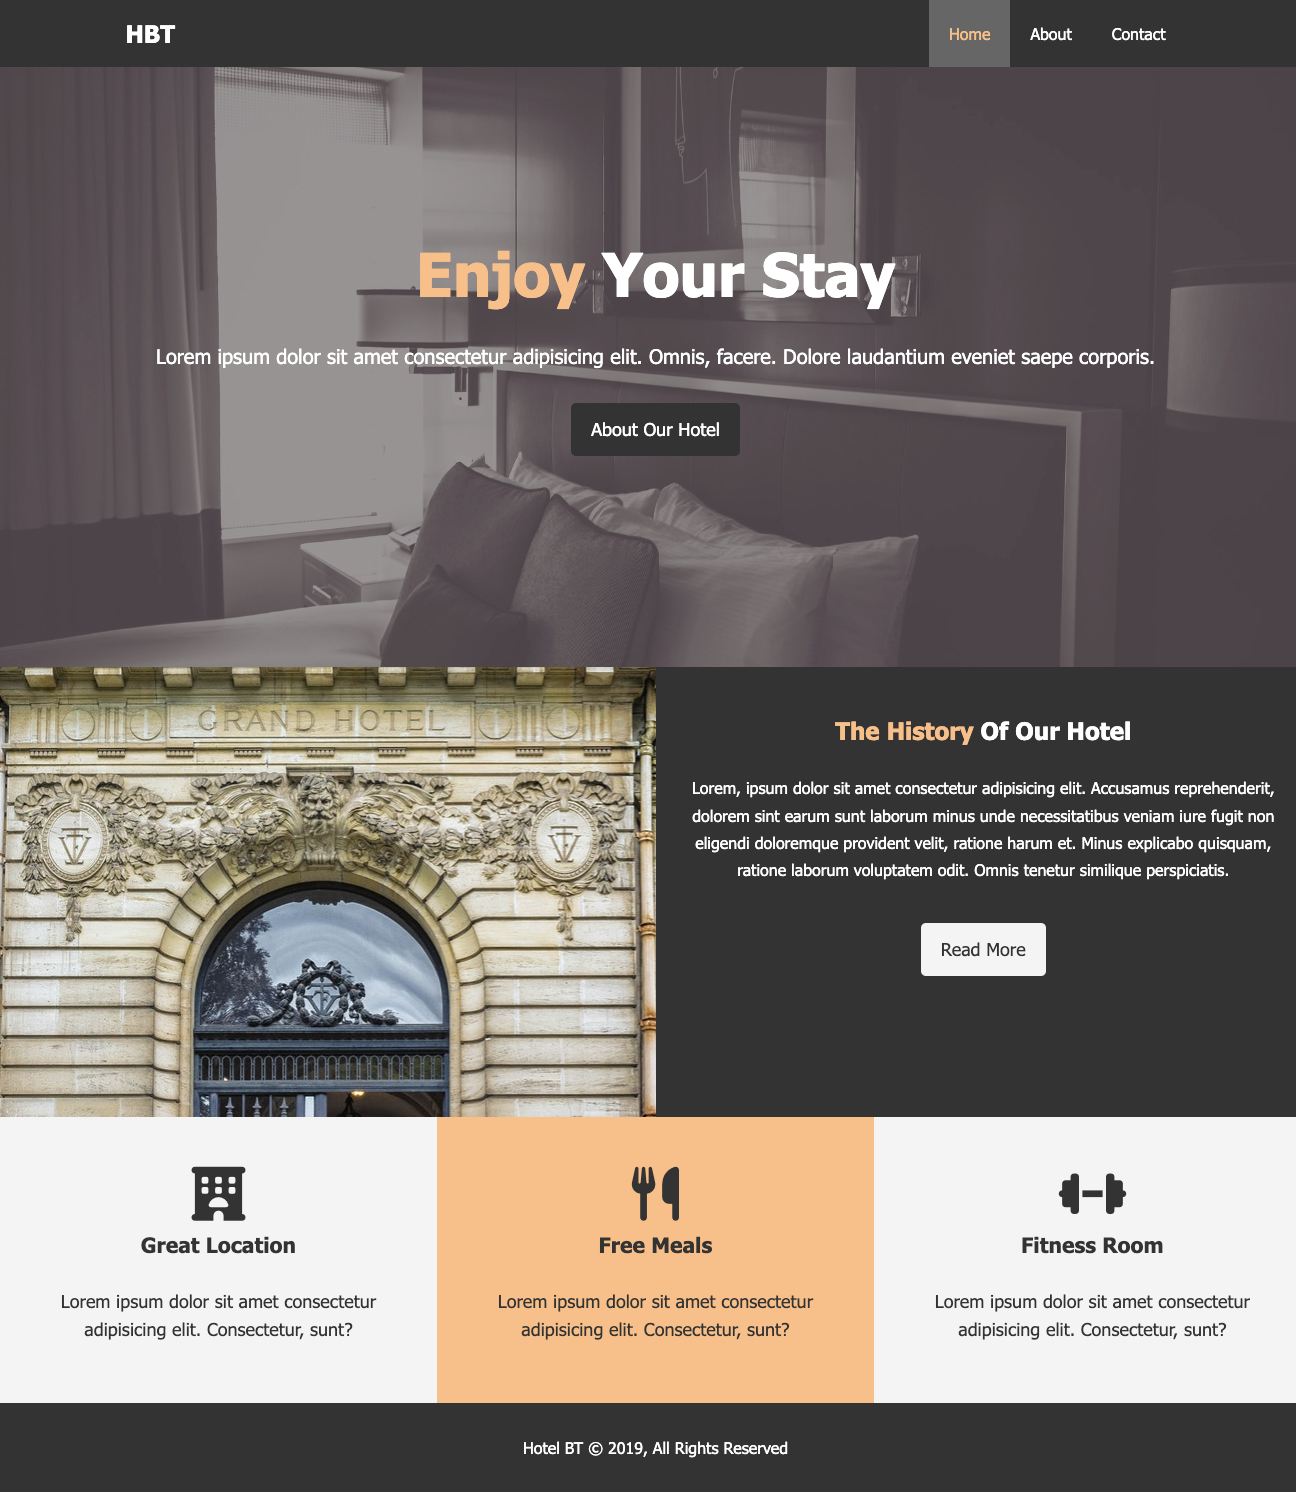 HBT
Home
About
Contact
Enjoy Your Stay
Lorem ipsum dolor sit amet consectetur adipisicing elit. Omnis, facere. Dolore laudantium eveniet saepe corporis.
About Our Hotel
GRAND HOTEL
The History Of Our Hotel
Lorem, ipsum dolor sit amet consectetur adipisicing elit. Accusamus reprehenderit,
dolorem sint earum sunt laborum minus unde necessitatibus veniam iure fugit non
eligendi doloremque provident velit, ratione harum et. Minus explicabo quisquam,
ratione laborum voluptatem odit. Omnis tenetur similique perspiciatis.
Read More
Great Location
Lorem ipsum dolor sit amet consectetur
adipisicing elit. Consectetur, sunt?
Free Meals
Lorem ipsum dolor sit amet consectetur
adipisicing elit. Consectetur, sunt?
Fitness Room
Lorem ipsum dolor sit amet consectetur
adipisicing elit. Consectetur, sunt?
Hotel BT © 2019, All Rights Reserved